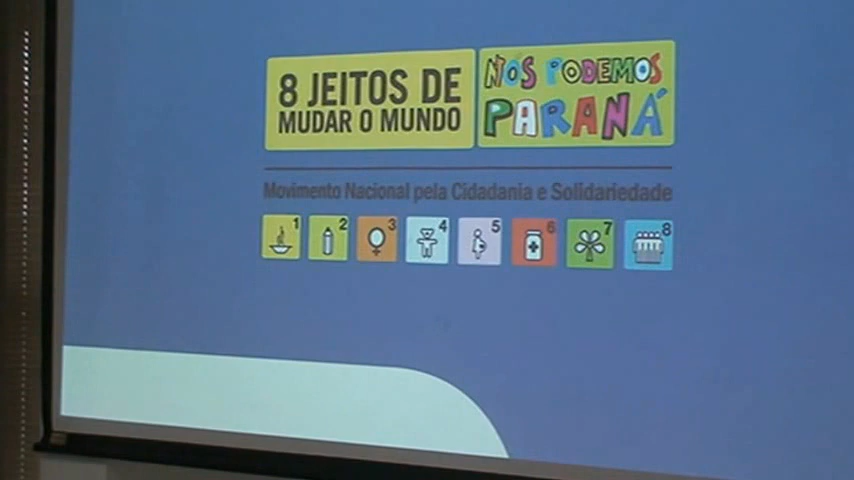 8 JEITOS DE
MUDAR O MUNDO
NÓS PODEMOS
PARANÁ
Movimento Nacional pela Cidadania e Solidariedade
1 2 3 4 5 6 7 8